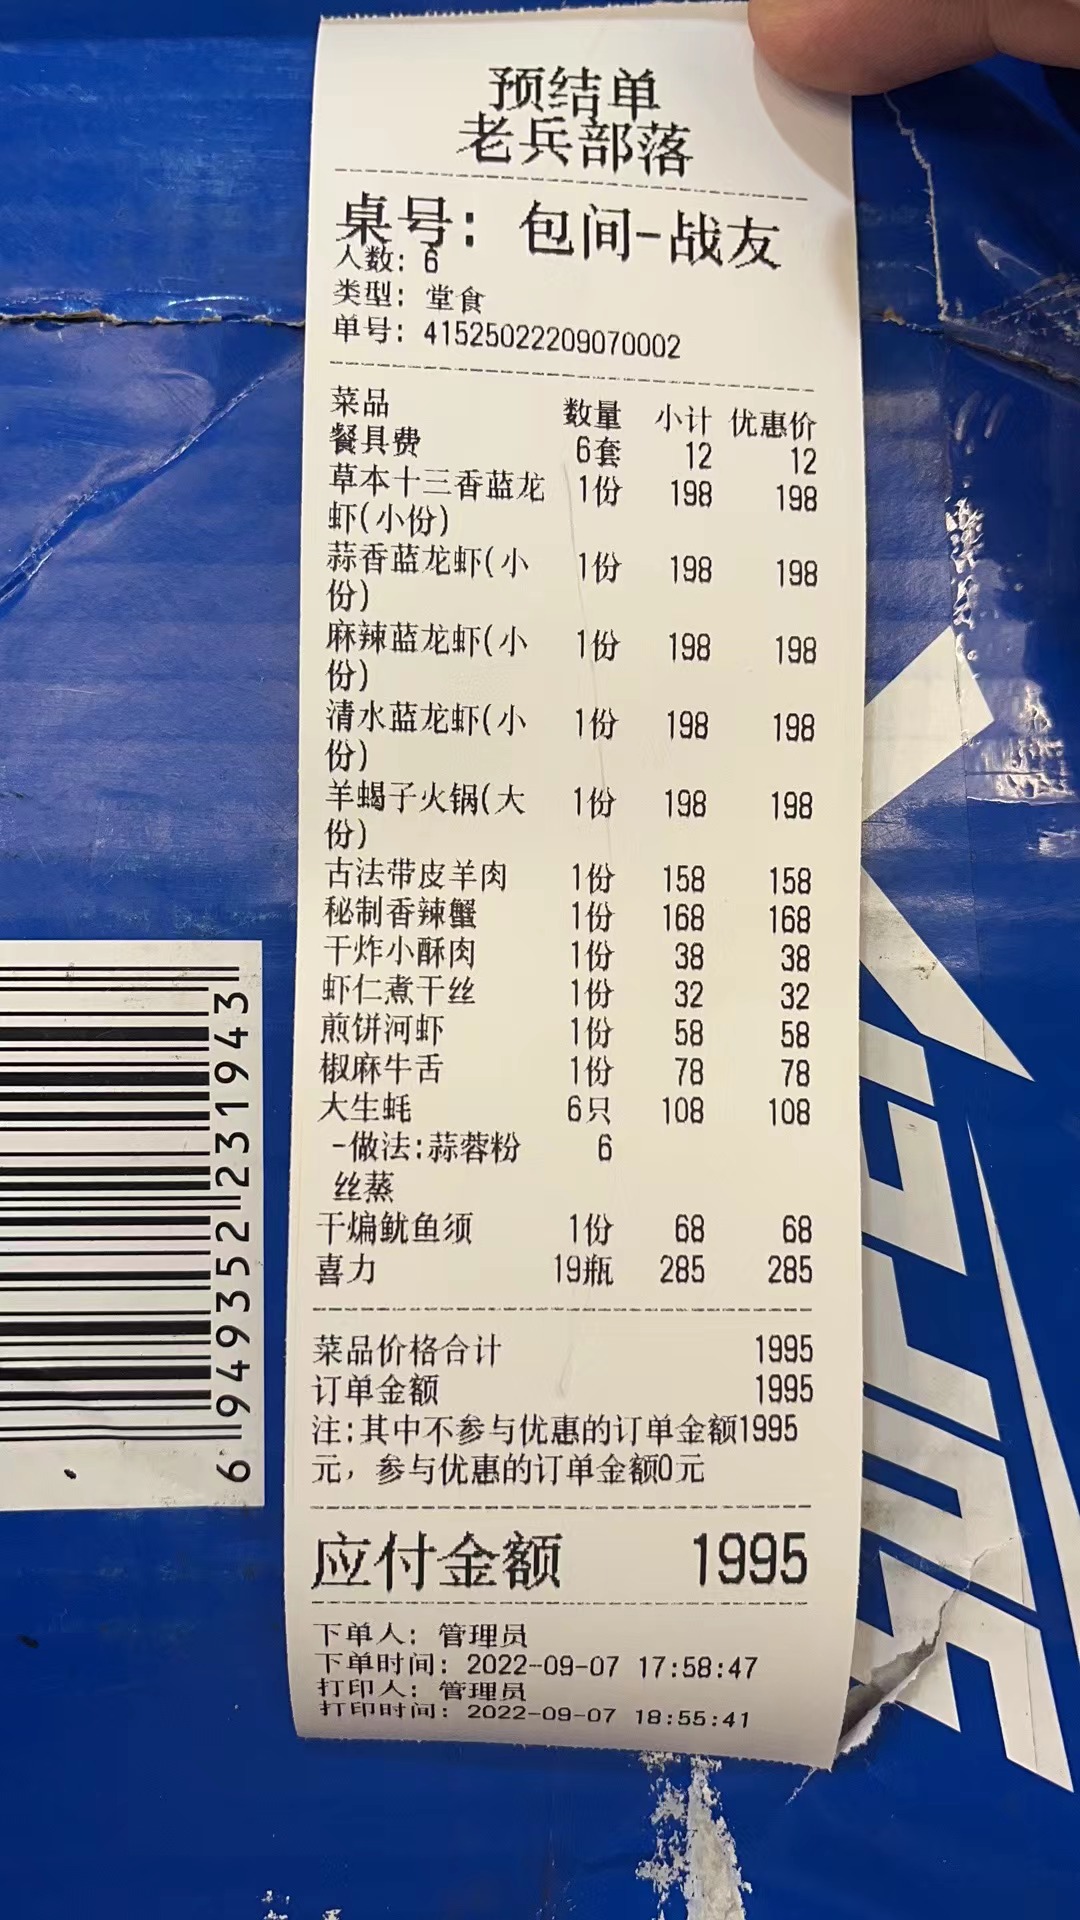 预结单
老兵部落
桌号: 包间-战友
人数: 6
类型: 堂食
单号: 41525022209070002
菜品 数量 小计 优惠价
餐具费 6套 12 12
草本十三香蓝龙 1份 198 198
虾(小份)
蒜香蓝龙虾(小 1份 198 198
份)
麻辣蓝龙虾(小 1份 198 198
份)
清水蓝龙虾(小 1份 198 198
份)
羊蝎子火锅(大 1份 198 198
份)
古法带皮羊肉 1份 158 158
秘制香辣蟹 1份 168 168
干炸小酥肉 1份 38 38
虾仁煮干丝 1份 32 32
煎饼河虾 1份 58 58
椒麻牛舌 1份 78 78
大生蚝 6只 108 108
-做法:蒜蓉粉 6
丝蒸
干煸鱿鱼须 1份 68 68
喜力 19瓶 285 285
菜品价格合计 1995
订单金额 1995
注:其中不参与优惠的订单金额1995
元，参与优惠的订单金额0元
应付金额 1995
下单人: 管理员
下单时间: 2022-09-07 17:58:47
打印人: 管理员
打印时间: 2022-09-07 18:55:41
6949352231943